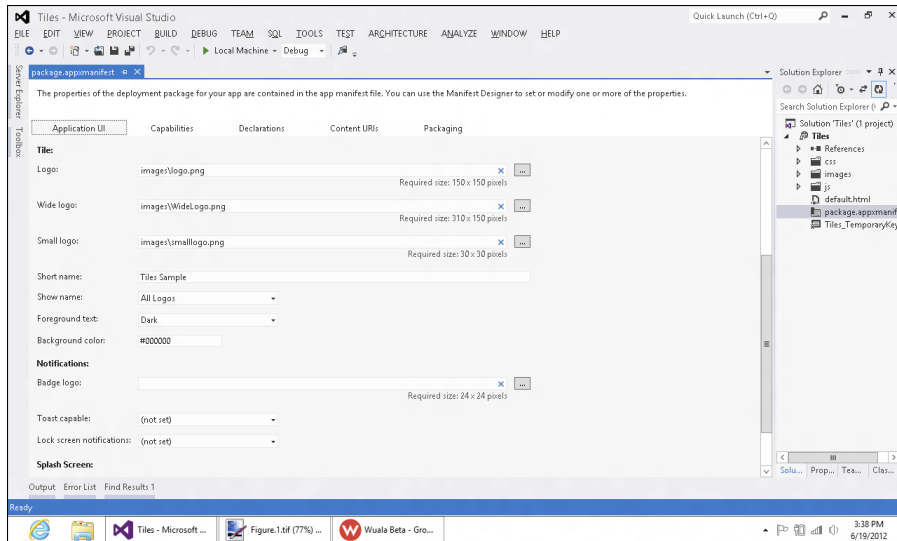 Tiles - Microsoft Visual Studio
Quick Launch (Ctrl+Q)
FILE EDIT VIEW PROJECT BUILD DEBUG TEAM SQL TOOLS TEST ARCHITECTURE ANALYZE WINDOW HELP
Local Machine Debug
Server Explorer
Toolbox
package.appxmanifest
The properties of the deployment package for your app are contained in the app manifest file. You can use the Manifest Designer to set or modify one or more of the properties.
Application UI Capabilities Declarations Content URIs Packaging
Tile:
Logo: images\logo.png ...
Required size: 150 x 150 pixels
Wide logo: images\WideLogo.png ...
Required size: 310 x 150 pixels
Small logo: images\smalllogo.png ...
Required size: 30 x 30 pixels
Short name: Tiles Sample
Show name: All Logos
Foreground text: Dark
Background color: #000000
Notifications:
Badge logo: ...
Required size: 24 x 24 pixels
Toast capable: (not set)
Lock screen notifications: (not set)
Splash Screen:
Solution Explorer
Search Solution Explorer (
Solution 'Tiles' (1 project)
Tiles
References
css
images
js
default.html
package.appxmanif
Tiles_TemporaryKey
Solu... Prop... Tea... Clas...
Output Error List Find Results 1
Ready
Tiles - Microsoft ... Figure.1.tif (77%) ... W Wuala Beta - Gro...
3:38 PM
6/19/2012